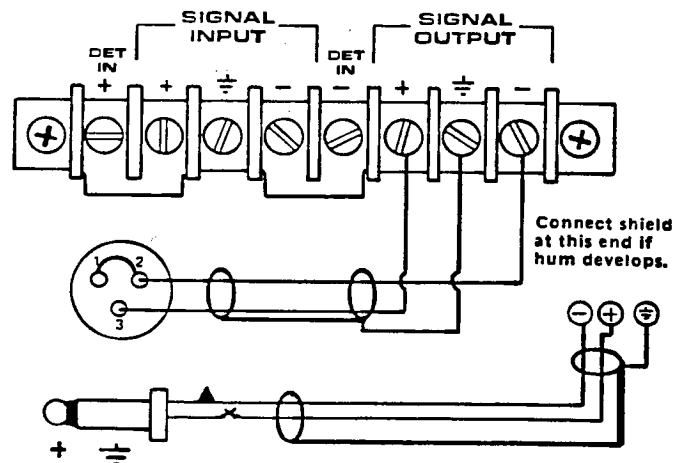 SIGNAL INPUT
SIGNAL OUTPUT
DET IN
DET IN
+ + ⏚ − − + ⏚ −
Connect shield
at this end if
hum develops.
1 2
3
− + ⏚
+ ⏚